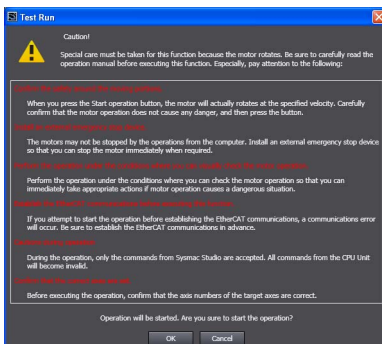 Test Run
Caution!
Special care must be taken for this function because the motor rotates. Be sure to carefully read the
operation manual before executing this function. Especially, pay attention to the following:
When you press the Start operation button, the motor will actually rotates at the specified velocity. Carefully
confirm that the motor operation does not cause any danger, and then press the button.
The motors may not be stopped by the operations from the computer. Install an external emergency stop device
so that you can stop the motor immediately when required.
Perform the operation under the conditions where you can check the motor operation so that you can
immediately take appropriate actions if motor operation causes a dangerous situation.
If you attempt to start the operation before establishing the EtherCAT communications, a communications error
will occur. Be sure to establish the EtherCAT communications in advance.
During the operation, only the commands from Sysmac Studio are accepted. All commands from the CPU Unit
will become invalid.
Before executing the operation, confirm that the axis numbers of the target axes are correct.
Operation will be started. Are you sure to start the operation?
OK
Cancel